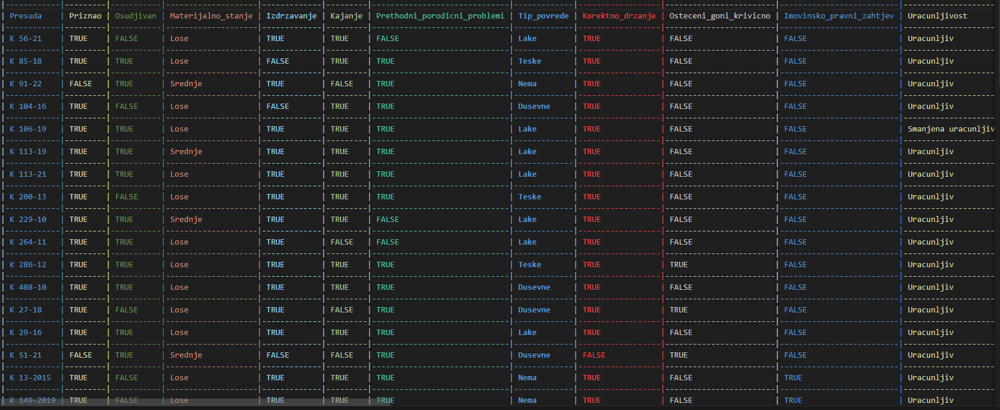 | Presuda | Priznao | Osudjivan | Materijalno_stanje | Izdrzavanje | Kajanje | Prethodni_porodicni_problemi | Tip_povrede | Korektno_drzanje | Osteceni_goni_krivicno | Imovinsko_pravni_zahtjev | Uracunljivost
| K 56-21 | TRUE | FALSE | Lose | TRUE | TRUE | FALSE | Lake | TRUE | FALSE | FALSE | Uracunljiv
| K 85-18 | TRUE | TRUE | Lose | FALSE | TRUE | TRUE | Teske | TRUE | FALSE | FALSE | Uracunljiv
| K 91-22 | FALSE | TRUE | Srednje | TRUE | FALSE | TRUE | Nema | TRUE | FALSE | FALSE | Uracunljiv
| K 104-16 | TRUE | FALSE | Lose | FALSE | TRUE | TRUE | Dusevne | TRUE | FALSE | FALSE | Uracunljiv
| K 106-19 | TRUE | TRUE | Lose | TRUE | TRUE | TRUE | Lake | TRUE | FALSE | FALSE | Smanjena uracunljiv
| K 113-19 | TRUE | TRUE | Srednje | TRUE | TRUE | TRUE | Lake | TRUE | FALSE | FALSE | Uracunljiv
| K 113-21 | TRUE | TRUE | Lose | TRUE | TRUE | TRUE | Lake | TRUE | FALSE | FALSE | Uracunljiv
| K 200-13 | TRUE | FALSE | Lose | TRUE | TRUE | TRUE | Teske | TRUE | FALSE | FALSE | Uracunljiv
| K 229-10 | TRUE | TRUE | Srednje | TRUE | TRUE | FALSE | Lake | TRUE | FALSE | FALSE | Uracunljiv
| K 264-11 | TRUE | TRUE | Lose | TRUE | FALSE | FALSE | Lake | TRUE | FALSE | FALSE | Uracunljiv
| K 286-12 | TRUE | TRUE | Lose | TRUE | TRUE | TRUE | Teske | TRUE | TRUE | FALSE | Uracunljiv
| K 408-10 | TRUE | TRUE | Lose | TRUE | TRUE | TRUE | Dusevne | TRUE | FALSE | FALSE | Uracunljiv
| K 27-18 | TRUE | FALSE | Lose | TRUE | FALSE | TRUE | Dusevne | TRUE | TRUE | FALSE | Uracunljiv
| K 29-16 | TRUE | TRUE | Lose | TRUE | TRUE | TRUE | Lake | TRUE | FALSE | FALSE | Uracunljiv
| K 51-21 | FALSE | TRUE | Srednje | FALSE | FALSE | TRUE | Dusevne | FALSE | TRUE | FALSE | Uracunljiv
| K 13-2015 | TRUE | FALSE | Lose | TRUE | TRUE | TRUE | Nema | TRUE | FALSE | TRUE | Uracunljiv
| K 149-2019 | TRUE | FALSE | Lose | TRUE | TRUE | TRUE | Nema | TRUE | FALSE | TRUE | Uracunljiv